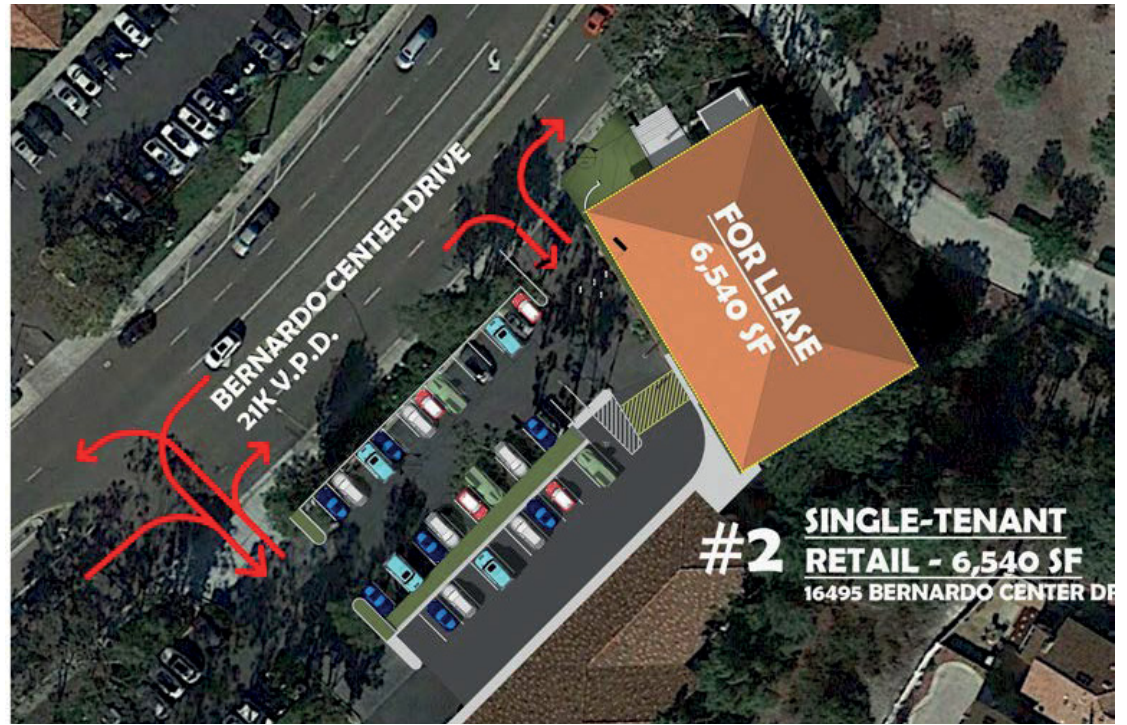 BERNARDO CENTER DRIVE
21K V.P.D.
FOR LEASE
6,540 SF
#2
SINGLE-TENANT
RETAIL - 6,540 SF
16495 BERNARDO CENTER DR